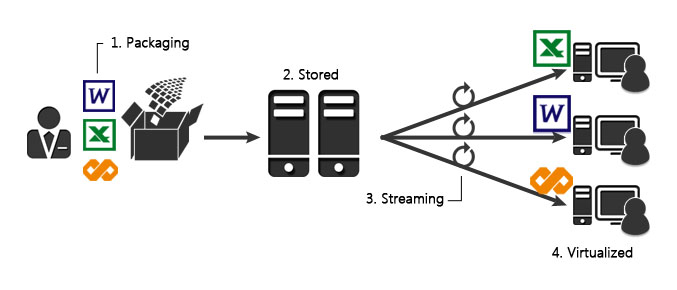 1. Packaging
W
X
2. Stored
X
W
3. Streaming
4. Virtualized